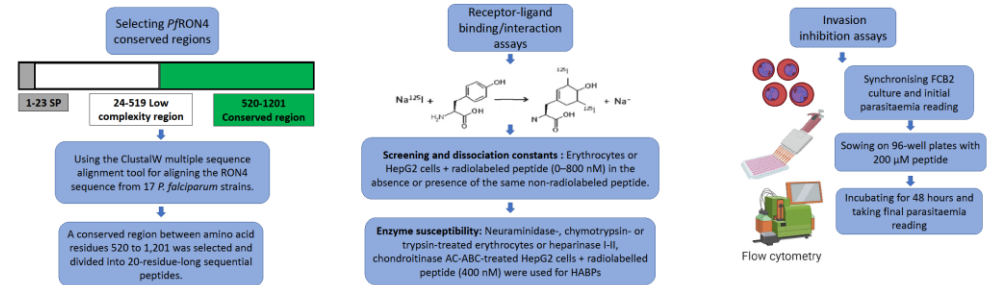 Selecting PfRON4
conserved regions
1-23 SP
24-519 Low
complexity region
520-1201
Conserved region
Using the ClustalW multiple sequence
alignment tool for aligning the RON4
sequence from 17 P. falciparum strains.
A conserved region between amino acid
residues 520 to 1,201 was selected and
divided into 20-residue-long sequential
peptides.
Receptor-ligand
binding/interaction
assays
Na¹²⁵I +
OH
H₂N
OH
O
¹²⁵I
OH
¹²⁵I
N
OH
O
+ Na⁻
Screening and dissociation constants : Erythrocytes or
HepG2 cells + radiolabeled peptide (0–800 nM) in the
absence or presence of the same non-radiolabeled peptide.
Enzyme susceptibility: Neuraminidase-, chymotrypsin- or
trypsin-treated erythrocytes or heparinase I-II,
chondroitinase AC-ABC-treated HepG2 cells + radiolabelled
peptide (400 nM) were used for HABPs
Invasion
inhibition assays
Synchronising FCB2
culture and initial
parasitaemia reading
Sowing on 96-well plates with
200 μM peptide
Incubating for 48 hours and
taking final parasitaemia
reading
Flow cytometry